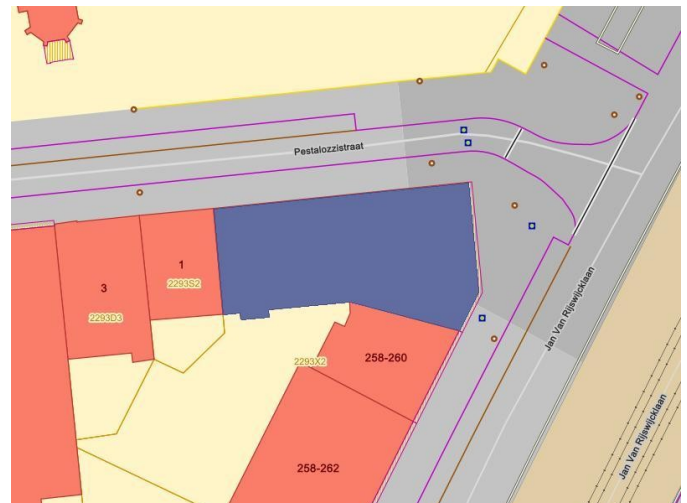 Pestalozzistraat
Jan Van Rijswijcklaan
1
2293S2
3
2293D3
2293X2
258-260
Jan Van Rijswijcklaan
258-262